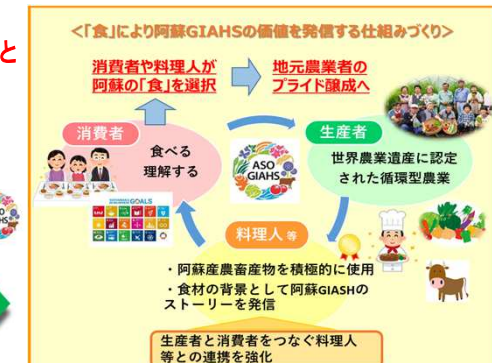 <「食」により阿蘇GIAHSの価値を発信する仕組みづくり>
と
消費者や料理人が
阿蘇の「食」を選択
地元農業者の
プライド醸成へ
消費者
食べる
理解する
GOALS
ASO
GIAHS
生産者
世界農業遺産に認定
された循環型農業
料理人 等
・阿蘇産農畜産物を積極的に使用
・食材の背景として阿蘇GIASHの
ストーリーを発信
生産者と消費者をつなぐ料理人
等との連携を強化